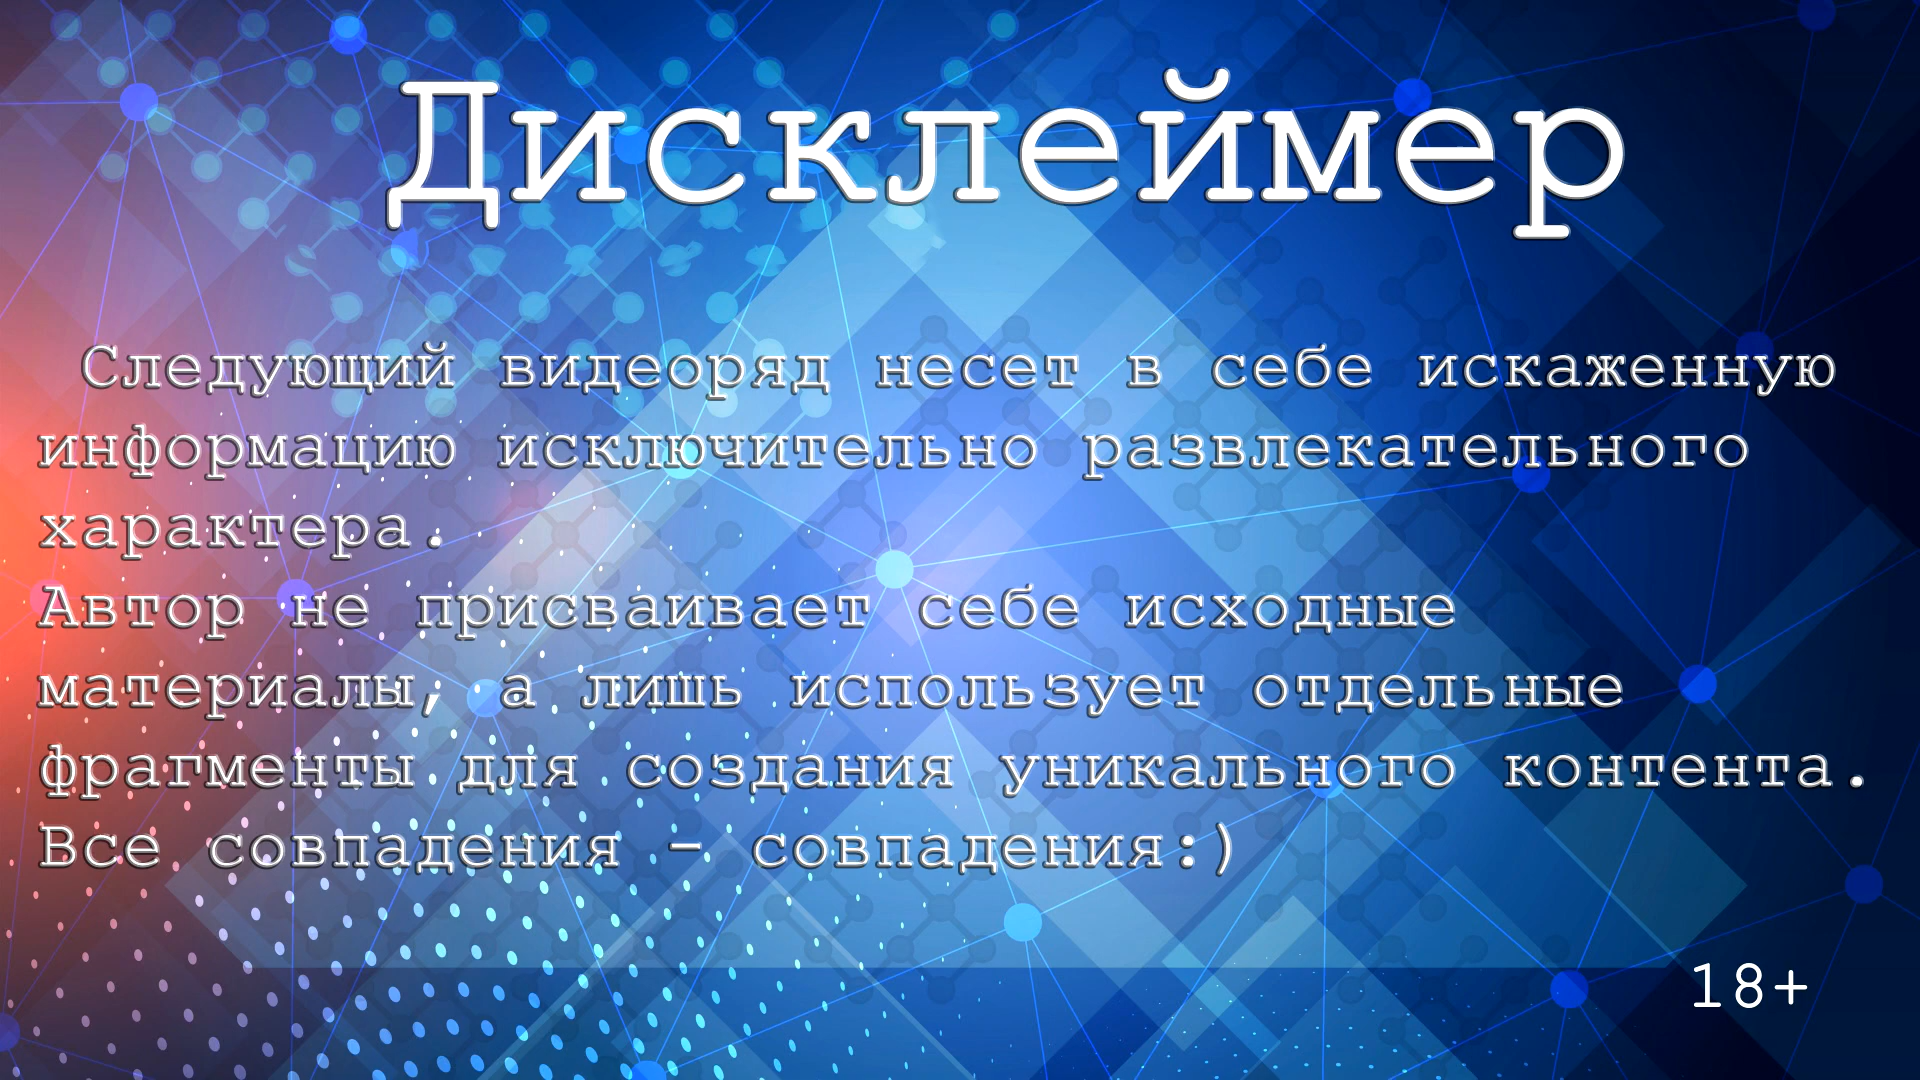 Дисклеймер
Следующий видеоряд несет в себе искаженную
информацию исключительно развлекательного
характера.
Автор не присваивает себе исходные
материалы, а лишь использует отдельные
фрагменты для создания уникального контента.
Все совпадения - совпадения:)
18+